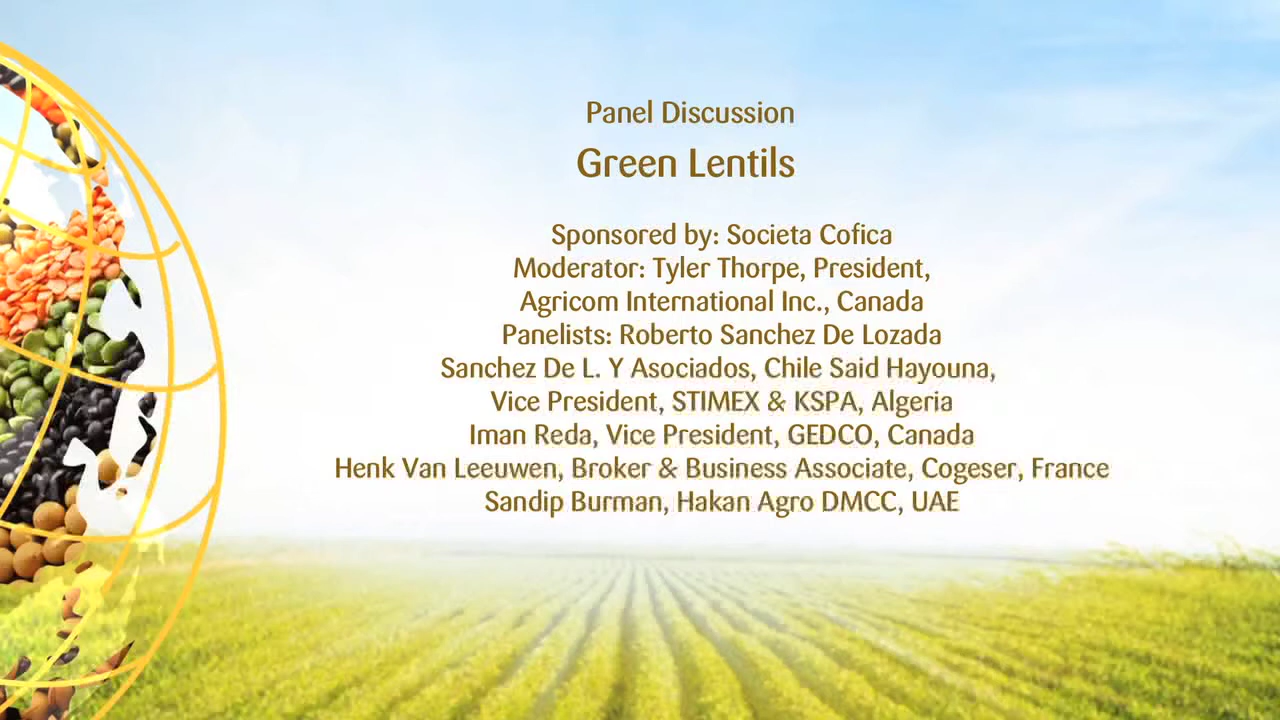 Panel Discussion
Green Lentils
Sponsored by: Societa Cofica
Moderator: Tyler Thorpe, President,
Agricom International Inc., Canada
Panelists: Roberto Sanchez De Lozada
Sanchez De L. Y Asociados, Chile Said Hayouna,
Vice President, STIMEX & KSPA, Algeria
Iman Reda, Vice President, GEDCO, Canada
Henk Van Leeuwen, Broker & Business Associate, Cogeser, France
Sandip Burman, Hakan Agro DMCC, UAE